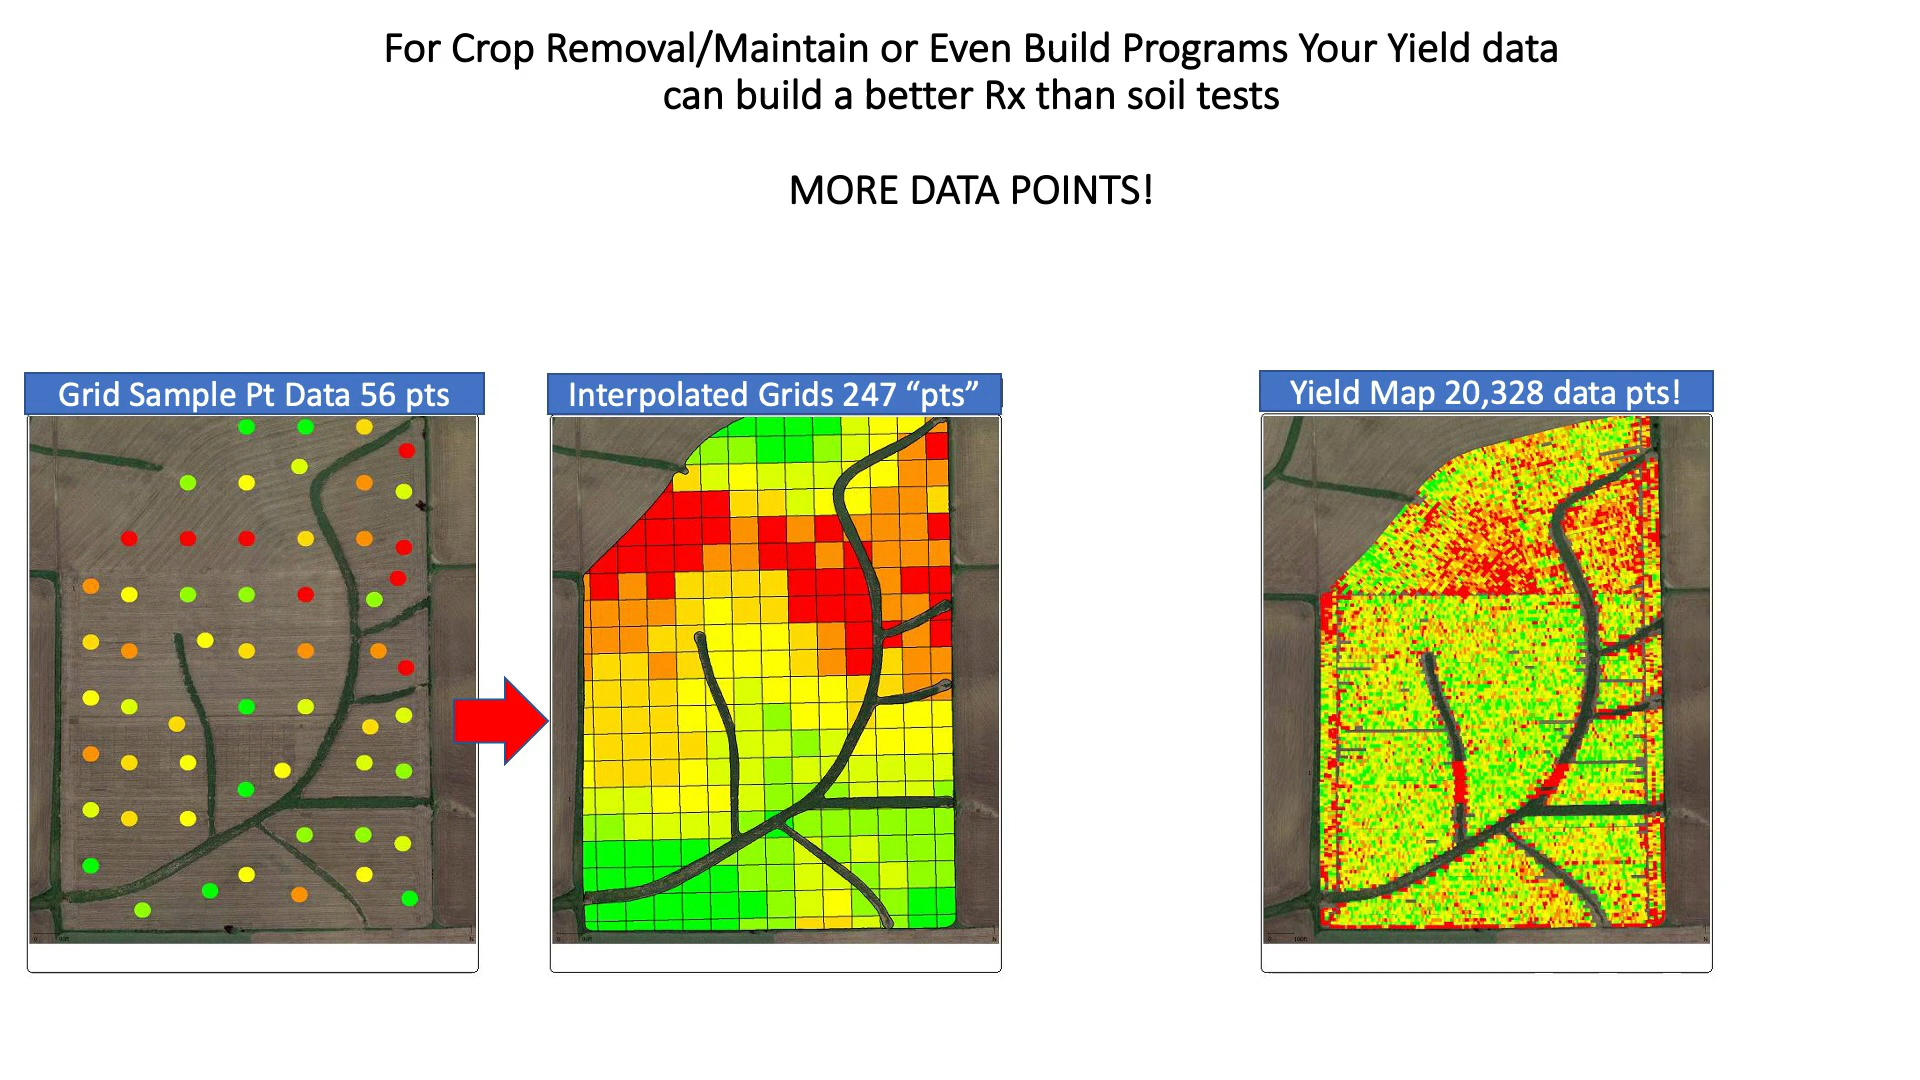 For Crop Removal/Maintain or Even Build Programs Your Yield data
can build a better Rx than soil tests
MORE DATA POINTS!
Grid Sample Pt Data 56 pts
Interpolated Grids 247 “pts”
Yield Map 20,328 data pts!